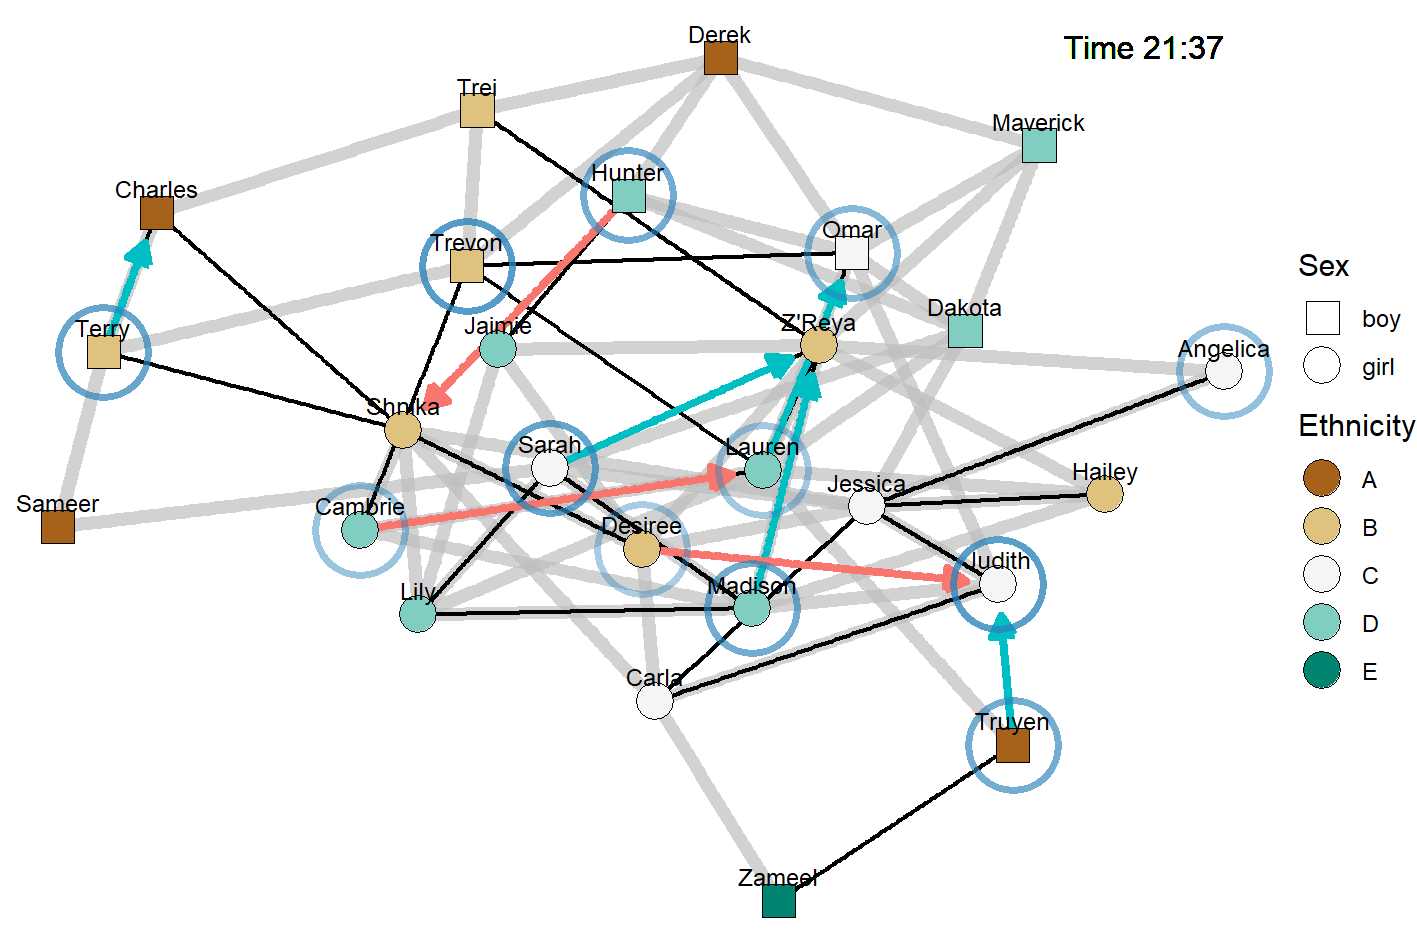 Derek
Time 21:37
Trei
Maverick
Hunter
Charles
Omar
Trevon
Dakota
Z'Reya
Jaimie
Terry
Angelica
Shnika
Sarah
Lauren
Hailey
Jessica
Sameer
Cambrie
Desiree
Judith
Madison
Lily
Carla
Truyen
Zameel
Sex
boy
girl
Ethnicity
A
B
C
D
E